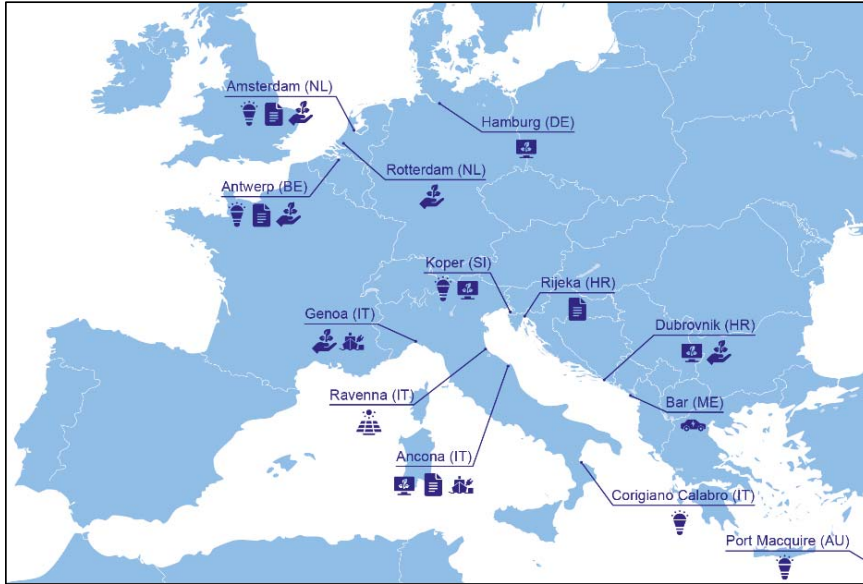 Amsterdam (NL)
Hamburg (DE)
Rotterdam (NL)
Antwerp (BE)
Koper (SI)
Rijeka (HR)
Genoa (IT)
Dubrovnik (HR)
Ravenna (IT)
Bar (ME)
Ancona (IT)
Corigiano Calabro (IT)
Port Macquire (AU)